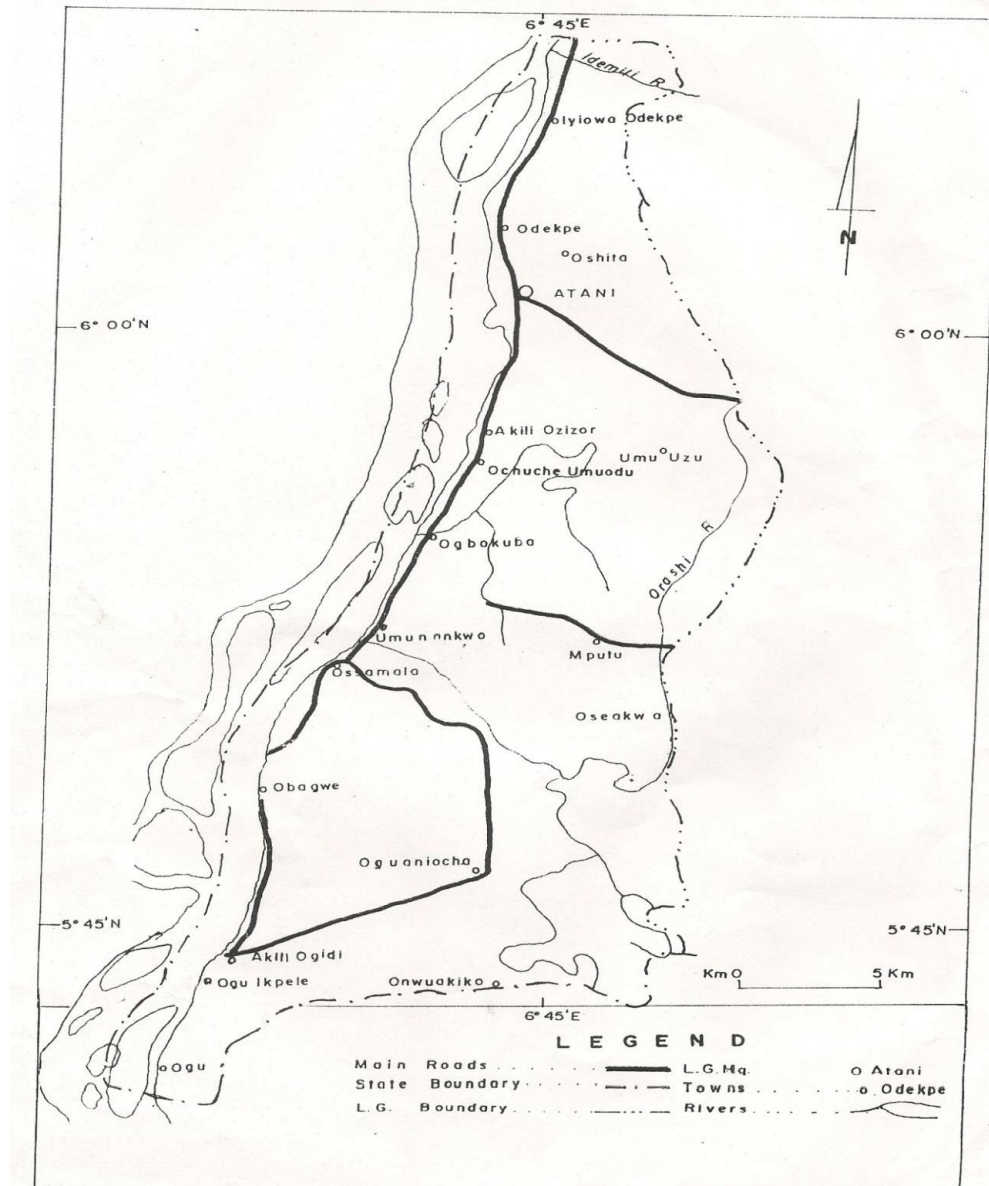 6° 45'E
Idemili R
Iyiowa Odekpe
Odekpe
Oshita
ATANI
N
6° 00'N
6° 00'N
Akili Ozizor
Umu Uzu
Ochuche Umuodu
Ogbokuba
Orashi R
Umunankwo
Mputu
Ossamala
Oseakwa
Obagwe
Oguaniocha
5° 45'N
5° 45'N
Akili Ogidi
Ogu Ikpele
Onwuakiko
Km 0 5 Km
6° 45'E
Ogu
LEGEND
Main Roads L.G.Hq. Atani
State Boundary Towns Odekpe
L.G. Boundary Rivers